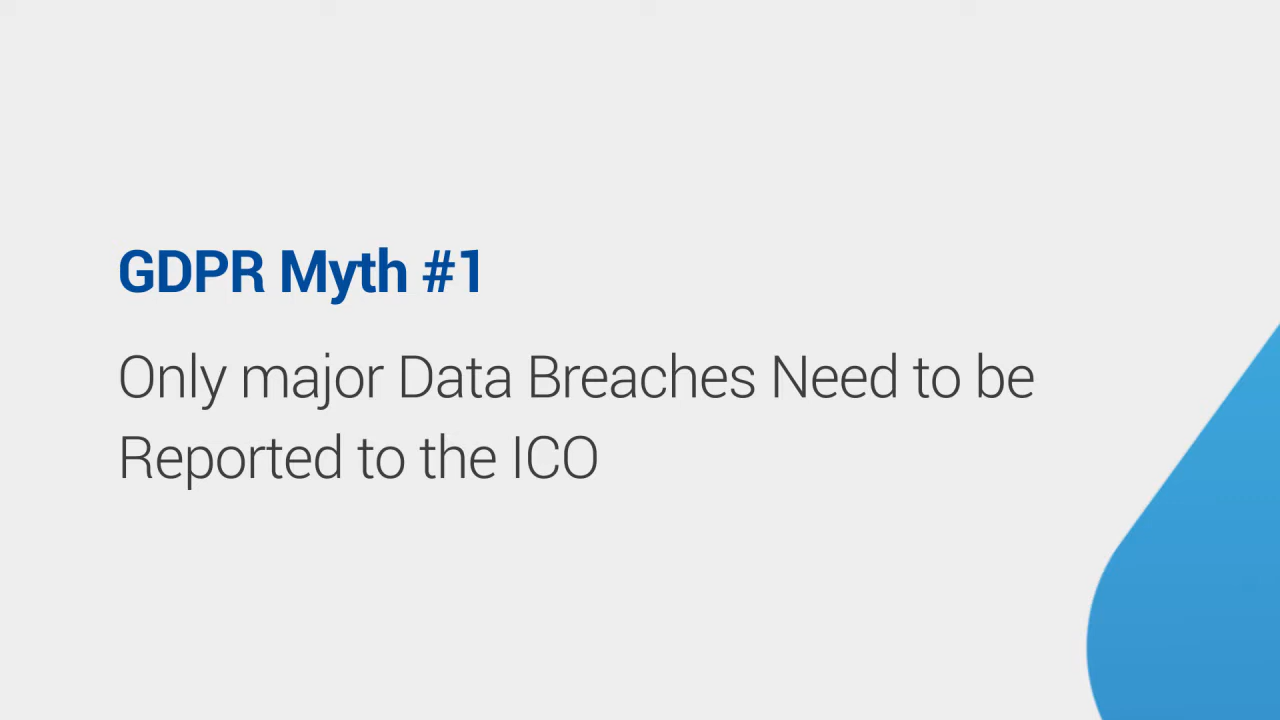 GDPR Myth #1
Only major Data Breaches Need to be
Reported to the ICO